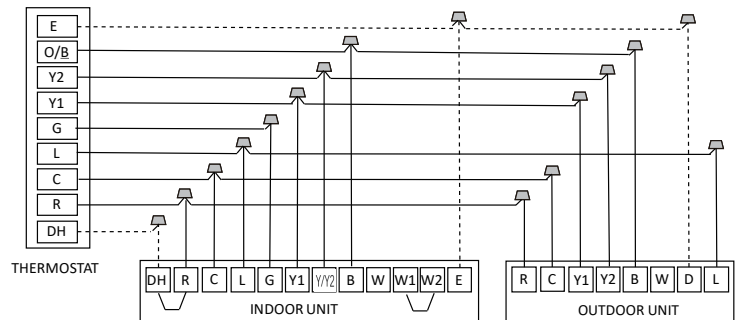 E
O/B
Y2
Y1
G
L
C
R
DH
THERMOSTAT
DH R C L G Y1 Y/Y2 B W W1 W2 E
INDOOR UNIT
R C Y1 Y2 B W D L
OUTDOOR UNIT